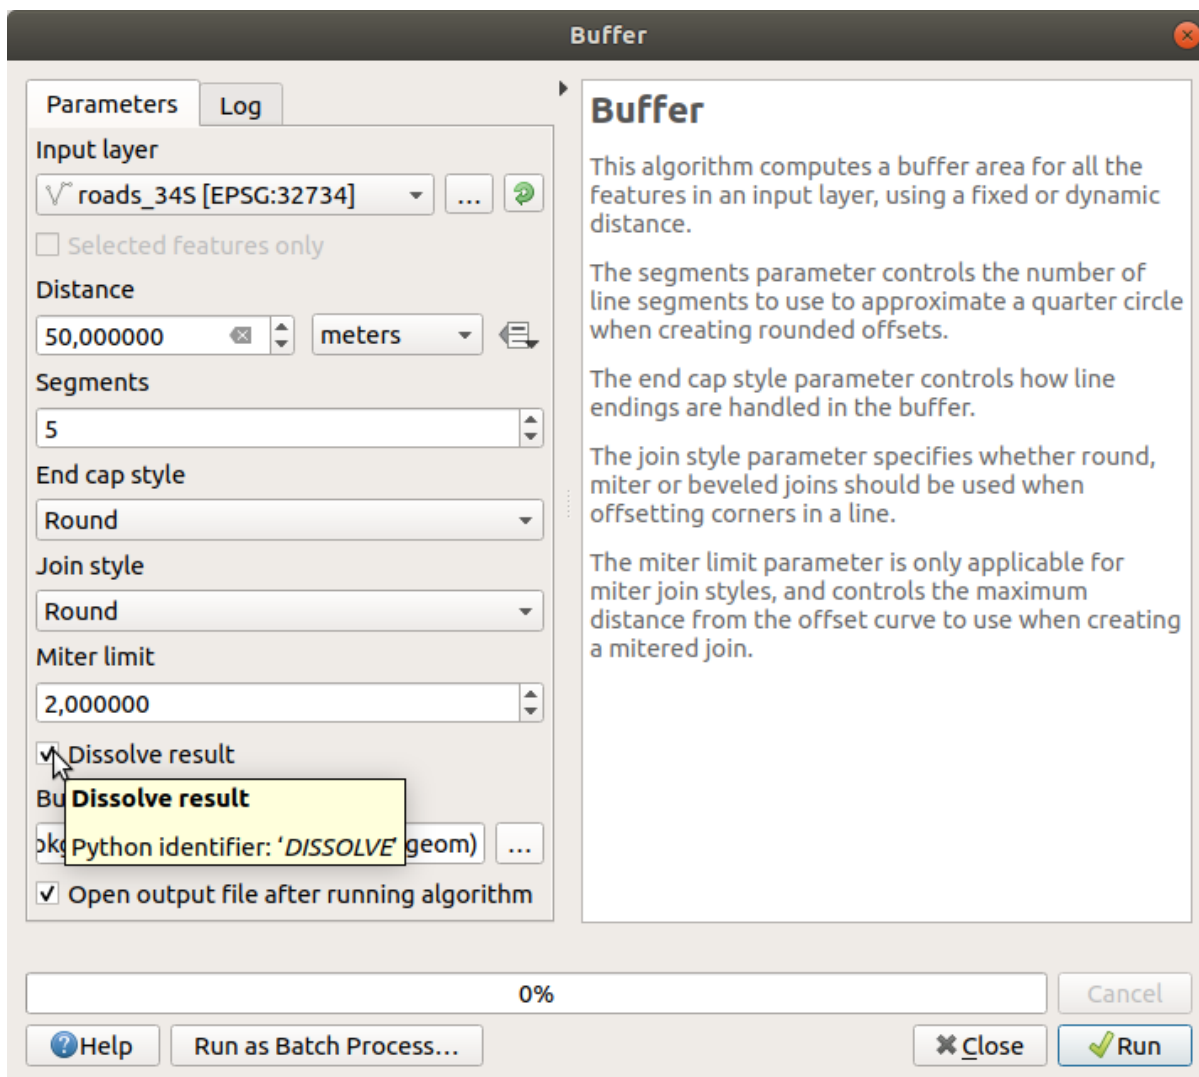 Buffer
Parameters
Log
Input layer
roads_34S [EPSG:32734]
...
Selected features only
Distance
50,000000
meters
Segments
5
End cap style
Round
Join style
Round
Miter limit
2,000000
Dissolve result
Dissolve result
Python identifier: ‘DISSOLVE’
geom)
...
Open output file after running algorithm
Buffer
This algorithm computes a buffer area for all the
features in an input layer, using a fixed or dynamic
distance.
The segments parameter controls the number of
line segments to use to approximate a quarter circle
when creating rounded offsets.
The end cap style parameter controls how line
endings are handled in the buffer.
The join style parameter specifies whether round,
miter or beveled joins should be used when
offsetting corners in a line.
The miter limit parameter is only applicable for
miter join styles, and controls the maximum
distance from the offset curve to use when creating
a mitered join.
0%
Cancel
Help
Run as Batch Process...
Close
Run